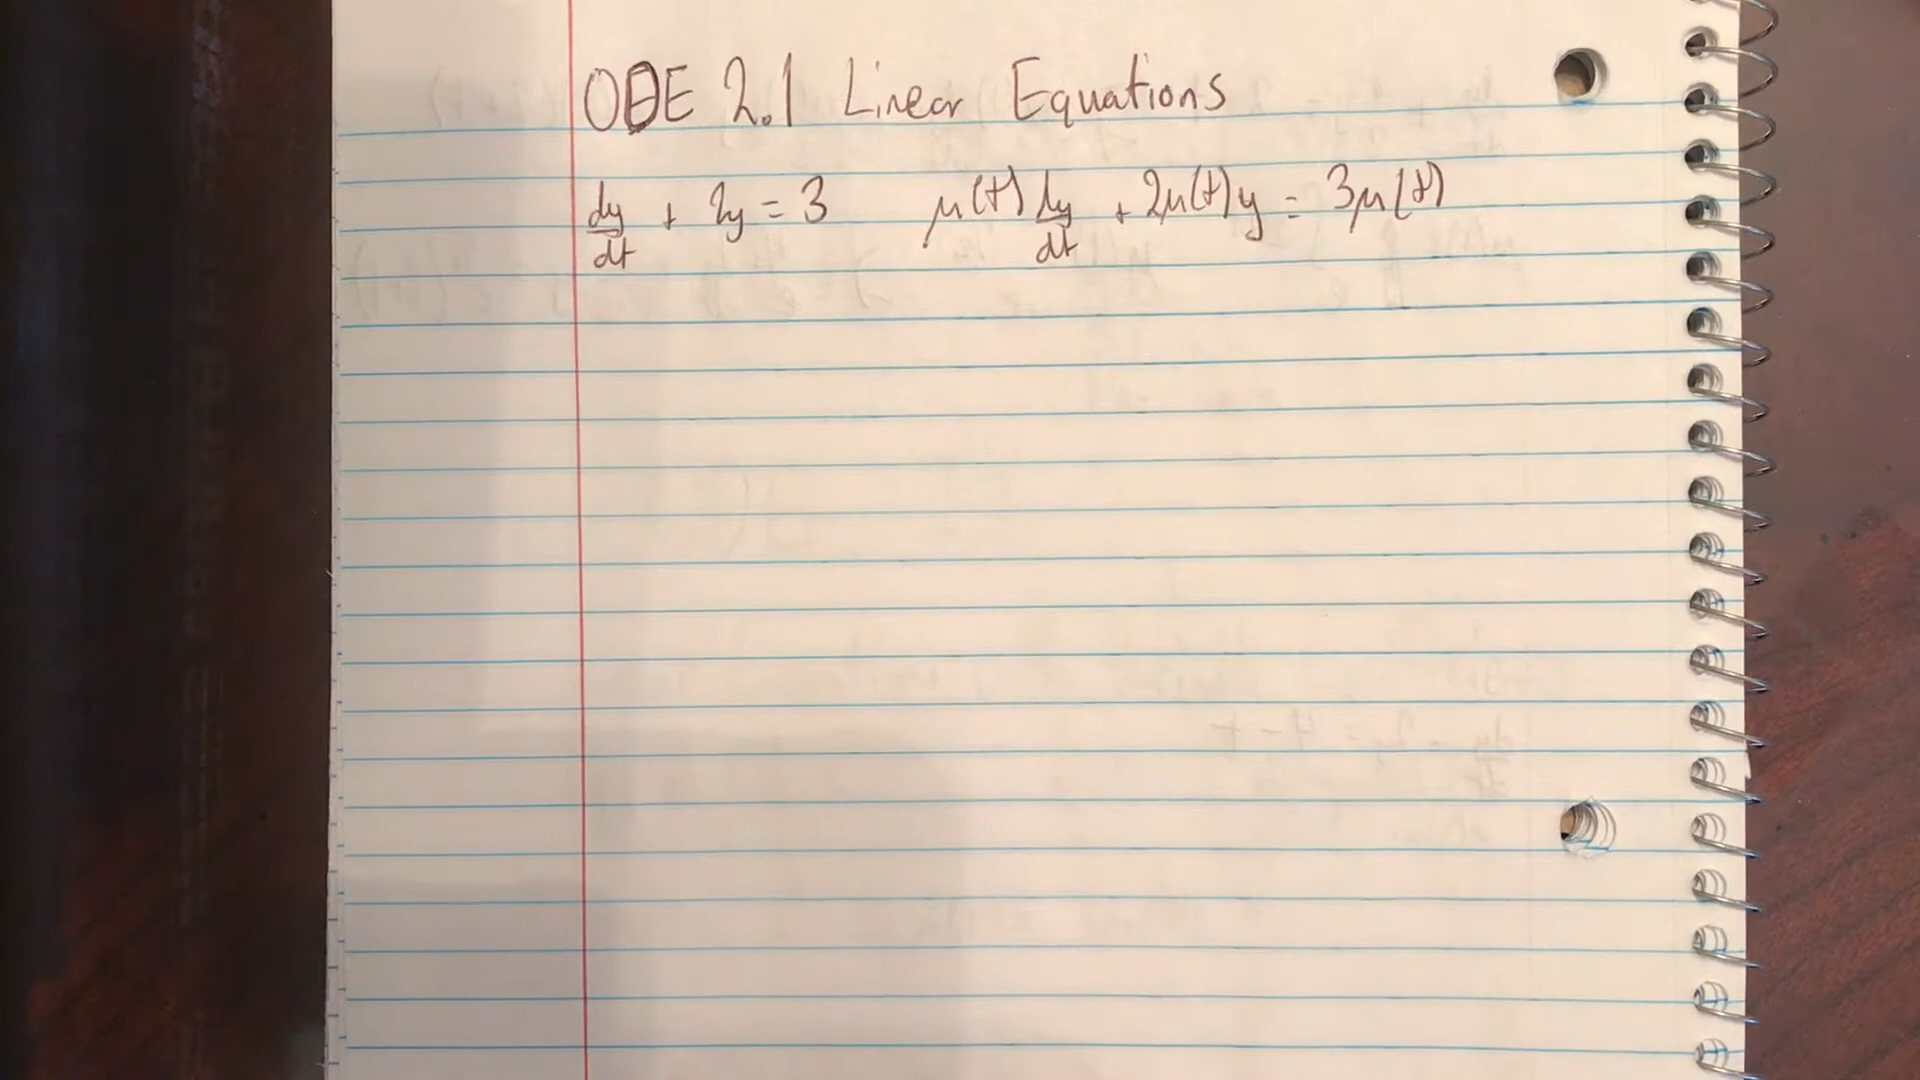 ODE 2.1 Linear Equations
dy/dt + 2y = 3 μ(t) dy/dt + 2μ(t)y = 3μ(t)